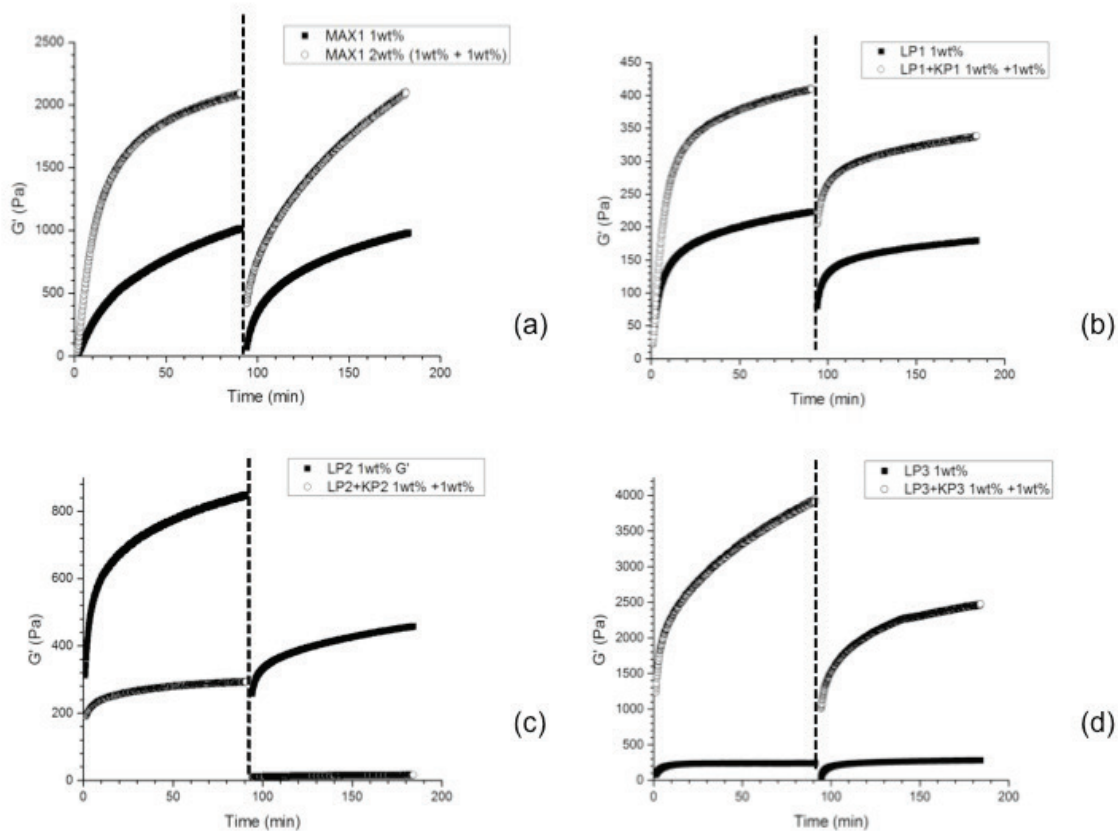 MAX1 1wt%
MAX1 2wt% (1wt% + 1wt%)
2500
2000
1500
1000
500
0
G' (Pa)
0 50 100 150 200
Time (min)
(a)
LP1 1wt%
LP1+KP1 1wt% +1wt%
450
400
350
300
250
200
150
100
50
0
G' (Pa)
0 50 100 150 200
Time (min)
(b)
LP2 1wt% G'
LP2+KP2 1wt% +1wt%
800
600
400
200
0
G' (Pa)
0 50 100 150 200
Time (min)
(c)
LP3 1wt%
LP3+KP3 1wt% +1wt%
4000
3500
3000
2500
2000
1500
1000
500
0
G' (Pa)
0 50 100 150 200
Time (min)
(d)